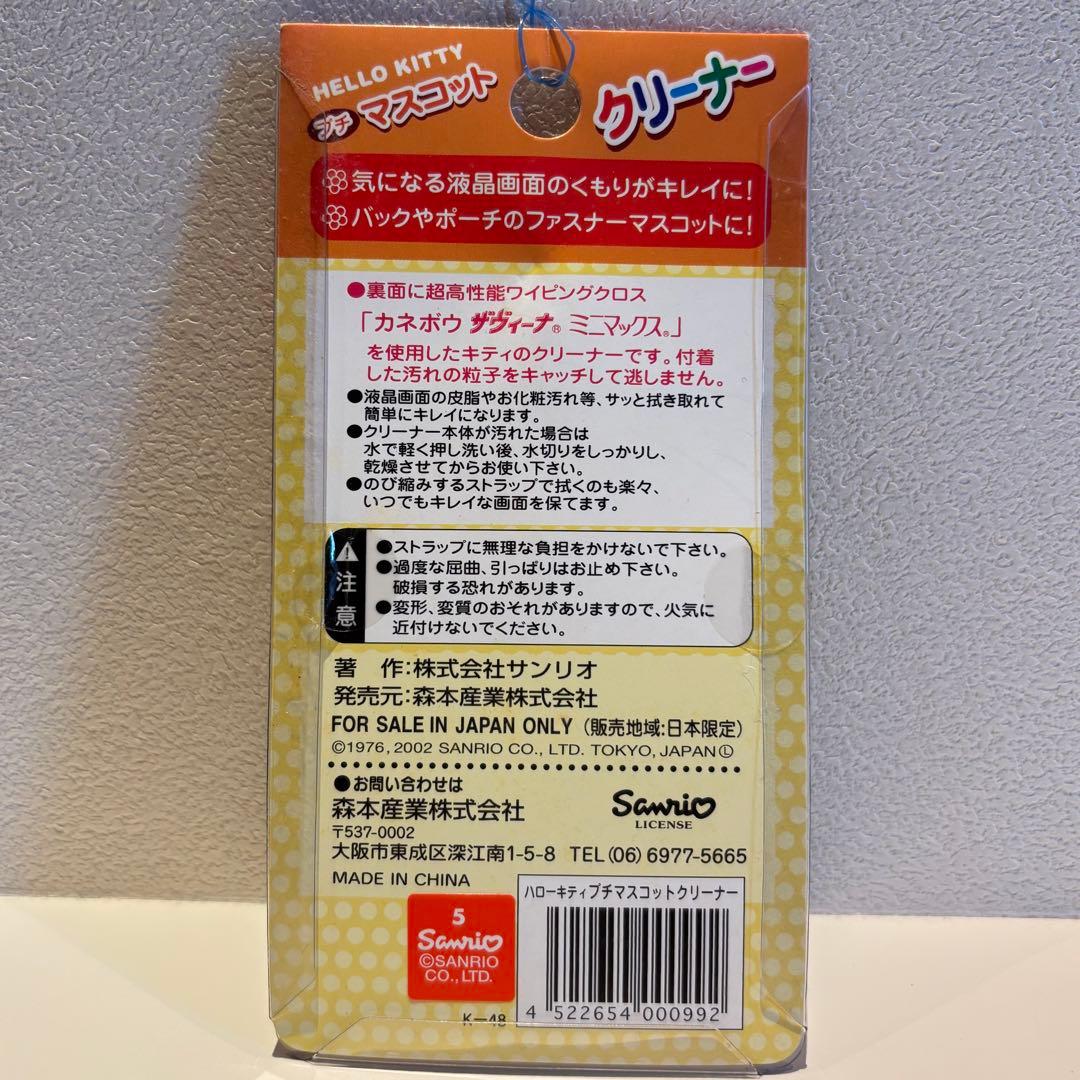 HELLO KITTY
プチ マスコット
クリーナー
気になる液晶画面のくもりがキレイに!
バックやポーチのファスナーマスコットに!
●裏面に超高性能ワイピングクロス
「カネボウ ザヴィーナ® ミニマックス®」
を使用したキティのクリーナーです。付着
した汚れの粒子をキャッチして逃しません。
●液晶画面の皮脂やお化粧汚れ等、サッと拭き取れて
簡単にキレイになります。
●クリーナー本体が汚れた場合は
水で軽く押し洗い後、水切りをしっかりし、
乾燥させてからお使い下さい。
●のび縮みするストラップで拭くのも楽々、
いつでもキレイな画面を保てます。
注意
●ストラップに無理な負担をかけないで下さい。
●過度な屈曲、引っぱりはお止め下さい。
破損する恐れがあります。
●変形、変質のおそれがありますので、火気に
近付けないでください。
著 作:株式会社サンリオ
発売元:森本産業株式会社
FOR SALE IN JAPAN ONLY (販売地域:日本限定)
©1976, 2002 SANRIO CO., LTD. TOKYO, JAPAN Ⓛ
●お問い合わせは
森本産業株式会社
〒537-0002
大阪市東成区深江南1-5-8 TEL(06)6977-5665
MADE IN CHINA
Sanrio
LICENSE
5
Sanrio
©SANRIO
CO., LTD.
K-48
ハローキティプチマスコットクリーナー
4 522654 000992